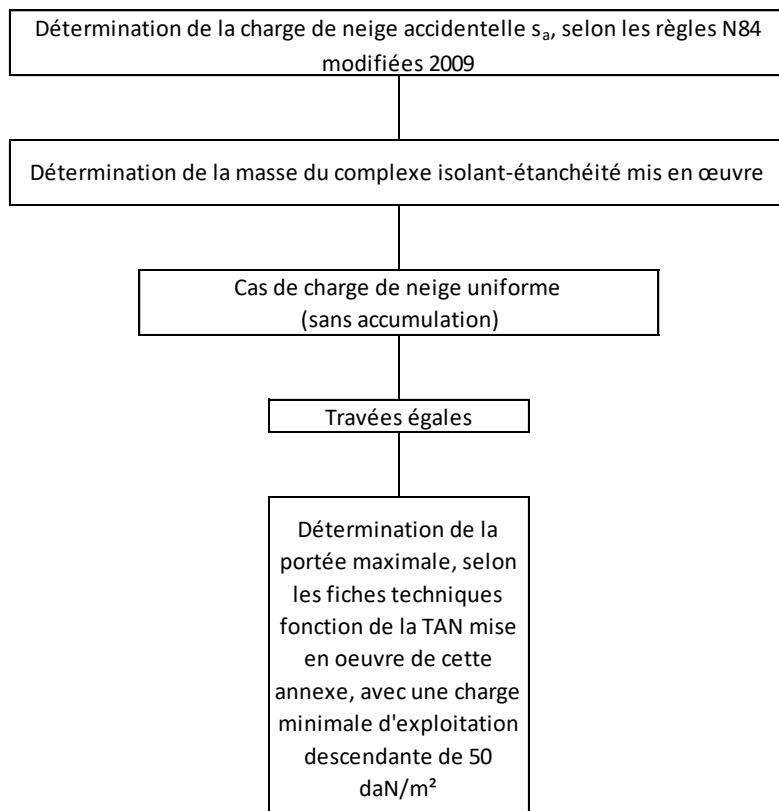 Détermination de la charge de neige accidentelle sₐ, selon les règles N84
modifiées 2009
Détermination de la masse du complexe isolant-étanchéité mis en œuvre
Cas de charge de neige uniforme
(sans accumulation)
Travées égales
Détermination de la
portée maximale, selon
les fiches techniques
fonction de la TAN mise
en oeuvre de cette
annexe, avec une charge
minimale d'exploitation
descendante de 50
daN/m²